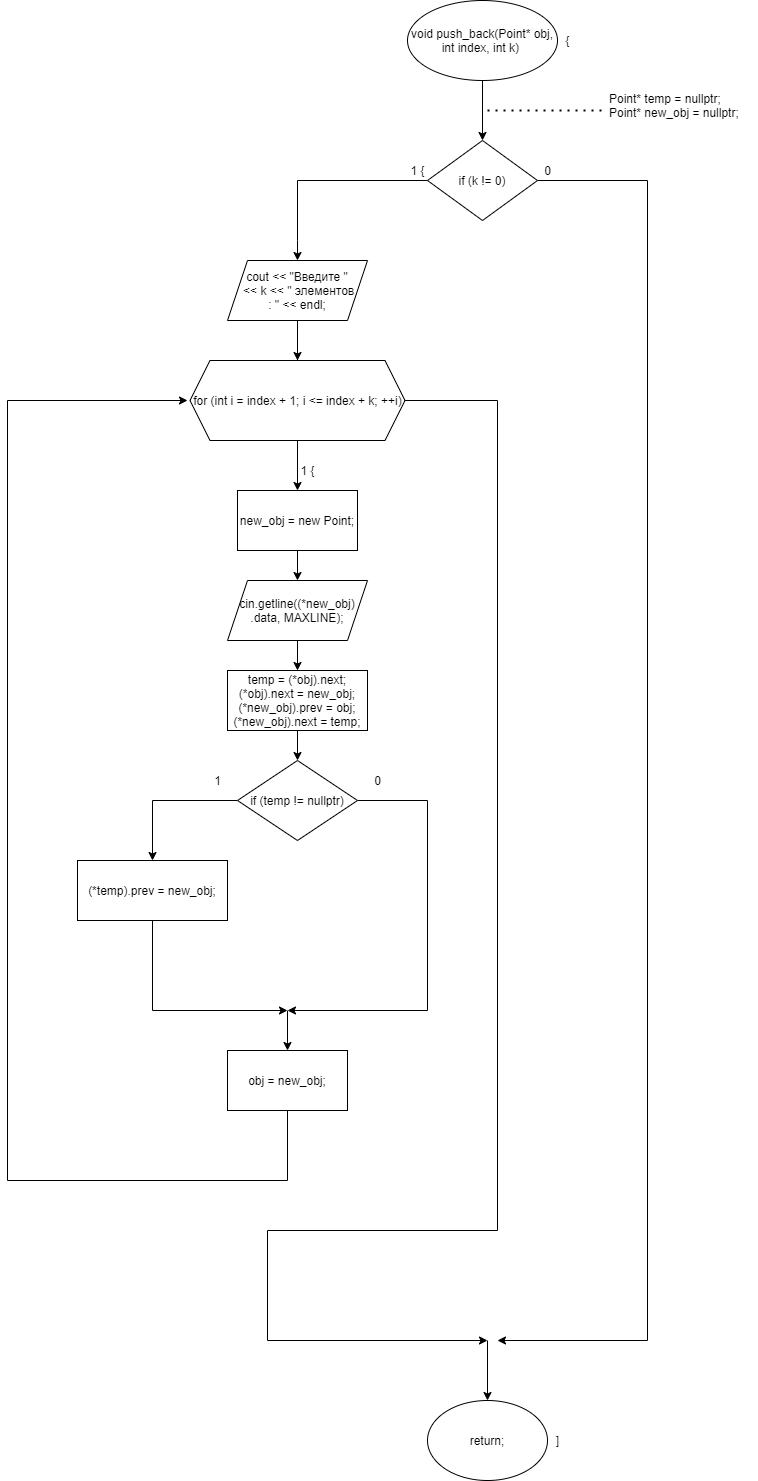 void push_back(Point* obj,
int index, int k)
{
Point* temp = nullptr;
Point* new_obj = nullptr;
1 {
if (k != 0)
0
cout << "Введите "
<< k << " элементов
: " << endl;
for (int i = index + 1; i <= index + k; ++i)
1 {
new_obj = new Point;
cin.getline((*new_obj)
.data, MAXLINE);
temp = (*obj).next;
(*obj).next = new_obj;
(*new_obj).prev = obj;
(*new_obj).next = temp;
1
0
if (temp != nullptr)
(*temp).prev = new_obj;
obj = new_obj;
return;
]